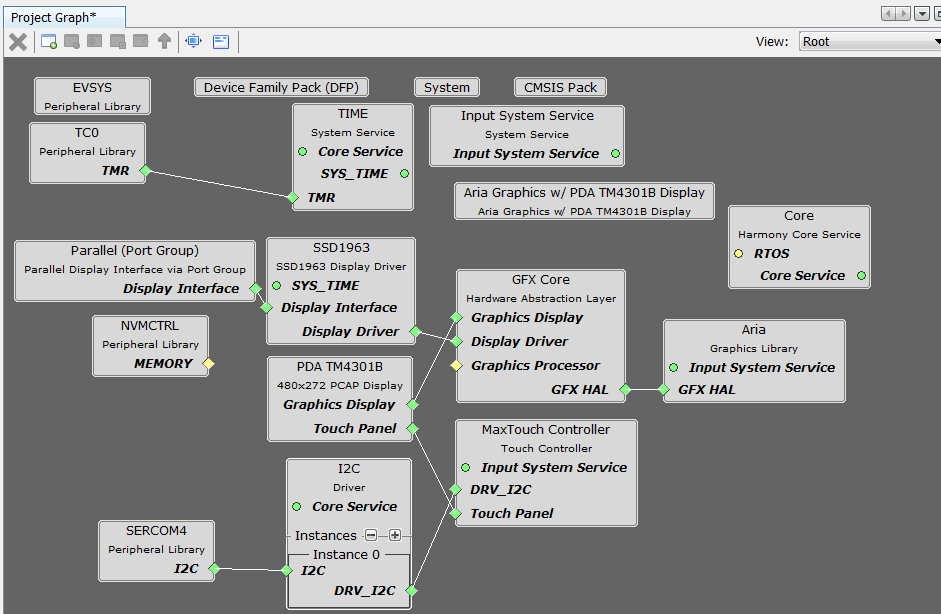 Project Graph*
View: Root
EVSYS
Peripheral Library
Device Family Pack (DFP)
System
CMSIS Pack
TC0
Peripheral Library
TMR
TIME
System Service
Core Service
SYS_TIME
TMR
Input System Service
System Service
Input System Service
Aria Graphics w/ PDA TM4301B Display
Aria Graphics w/ PDA TM4301B Display
Core
Harmony Core Service
RTOS
Core Service
Parallel (Port Group)
Parallel Display Interface via Port Group
Display Interface
SSD1963
SSD1963 Display Driver
SYS_TIME
Display Interface
Display Driver
GFX Core
Hardware Abstraction Layer
Graphics Display
Display Driver
Graphics Processor
GFX HAL
Aria
Graphics Library
Input System Service
GFX HAL
NVMCTRL
Peripheral Library
MEMORY
PDA TM4301B
480x272 PCAP Display
Graphics Display
Touch Panel
MaxTouch Controller
Touch Controller
Input System Service
DRV_I2C
Touch Panel
I2C
Driver
Core Service
Instances
Instance 0
I2C
DRV_I2C
SERCOM4
Peripheral Library
I2C